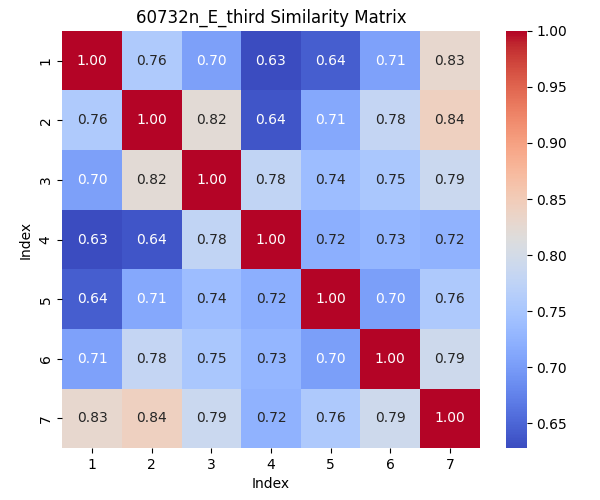 60732n_E_third Similarity Matrix
1 1.00 0.76 0.70 0.63 0.64 0.71 0.83
2 0.76 1.00 0.82 0.64 0.71 0.78 0.84
3 0.70 0.82 1.00 0.78 0.74 0.75 0.79
4 0.63 0.64 0.78 1.00 0.72 0.73 0.72
5 0.64 0.71 0.74 0.72 1.00 0.70 0.76
6 0.71 0.78 0.75 0.73 0.70 1.00 0.79
7 0.83 0.84 0.79 0.72 0.76 0.79 1.00
1 2 3 4 5 6 7
Index
Index
1.00
0.95
0.90
0.85
0.80
0.75
0.70
0.65